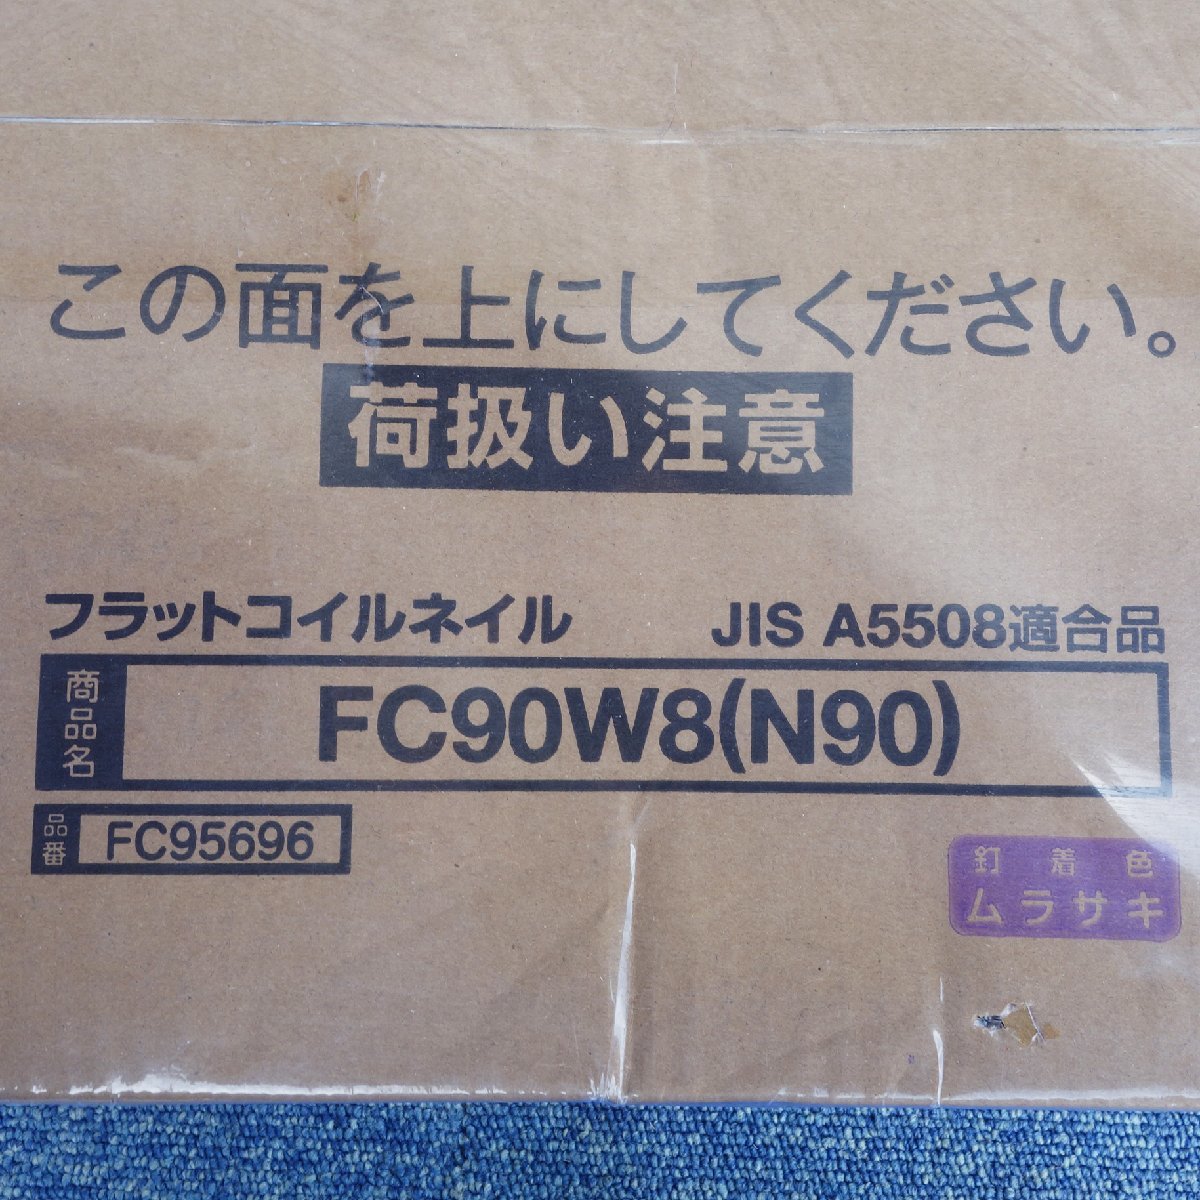 この面を上にしてください。
荷扱い注意
フラットコイルネイル JIS A5508適合品
商品名 FC90W8(N90)
品番 FC95696
釘着色
ムラサキ